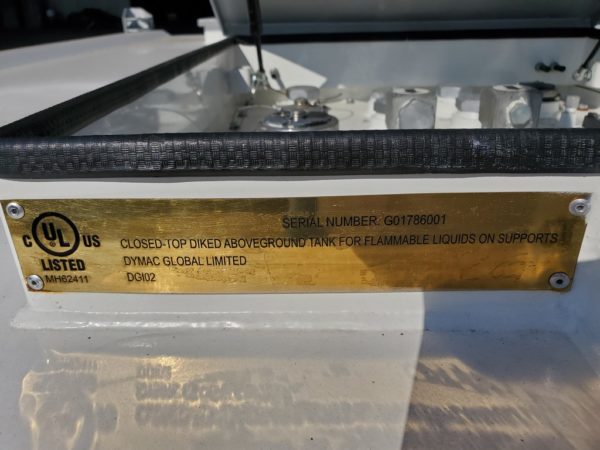 SERIAL NUMBER. G01786001
C UL US
CLOSED-TOP DIKED ABOVEGROUND TANK FOR FLAMMABLE LIQUIDS ON SUPPORTS
LISTED
DYMAC GLOBAL LIMITED
MH62411
DGI02